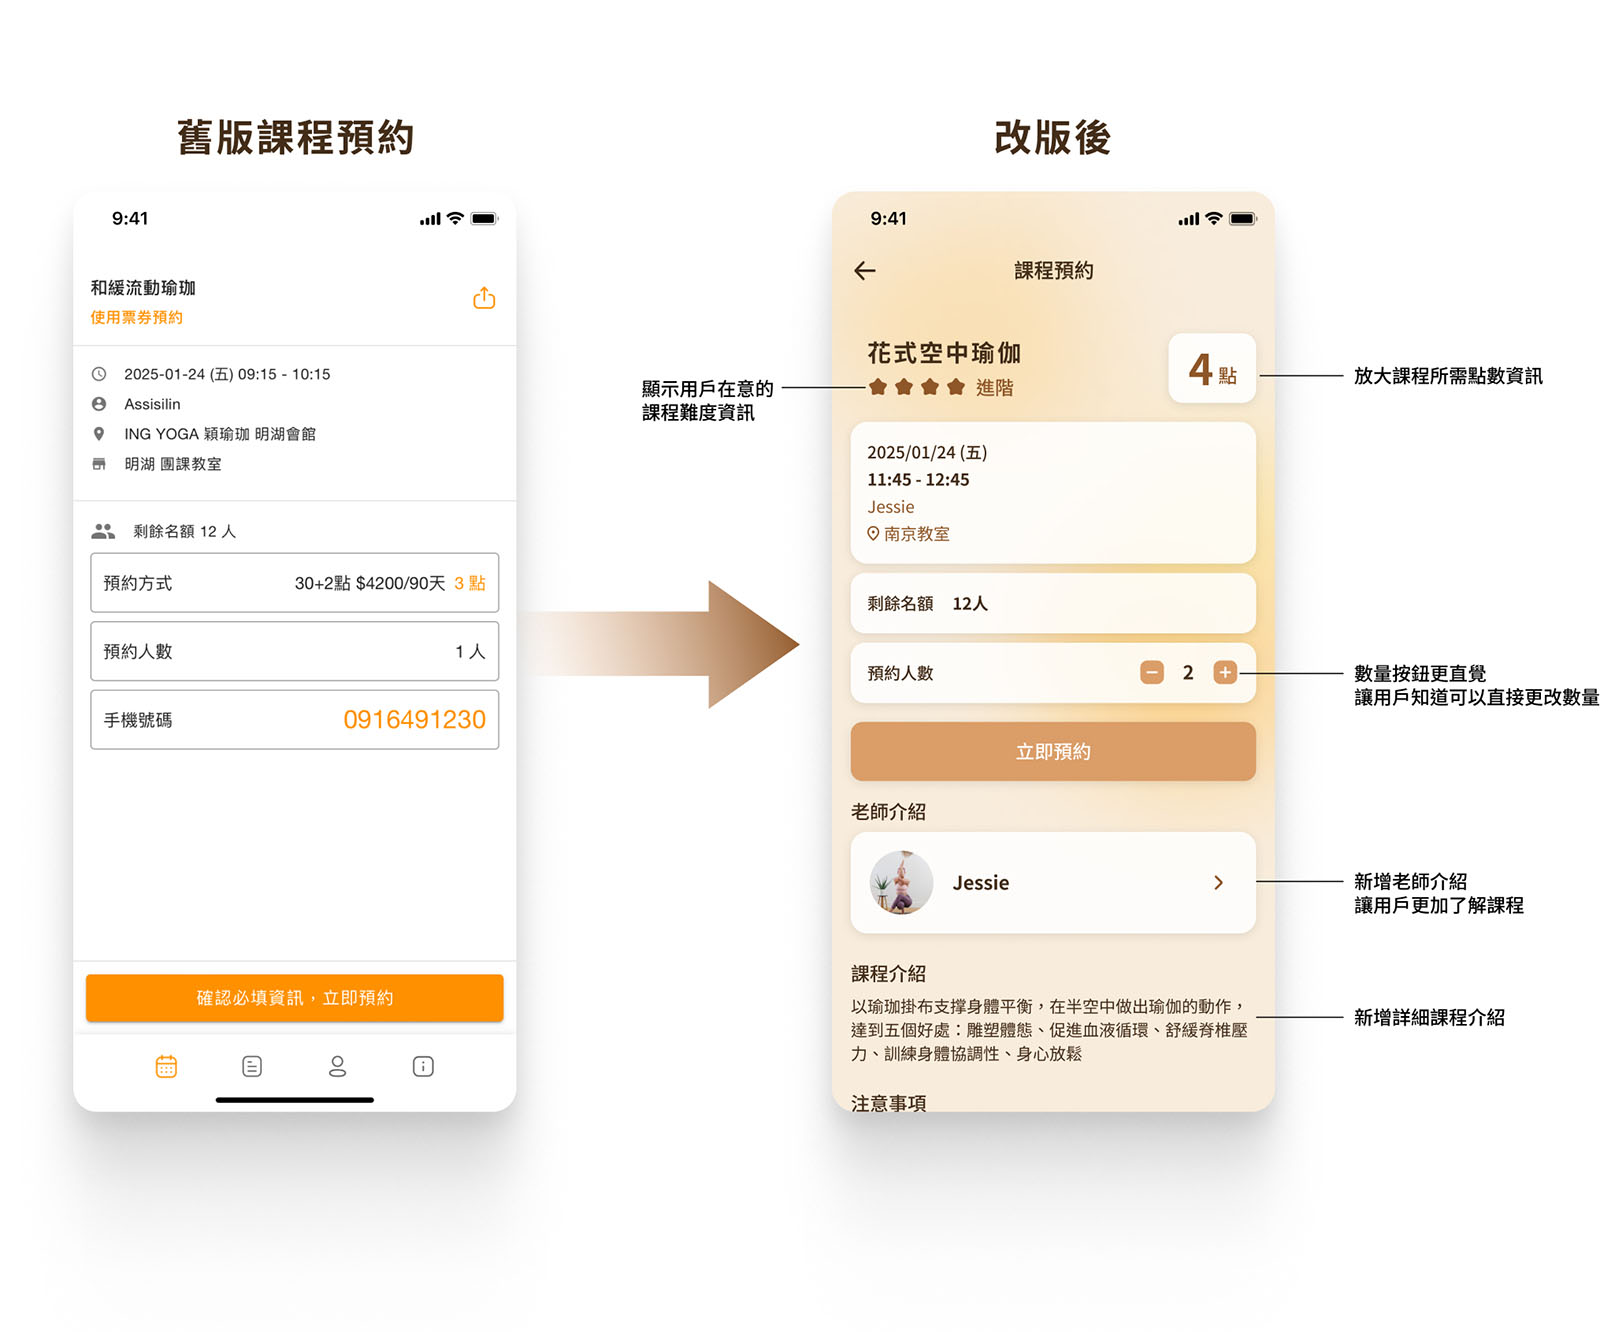 舊版課程預約
9:41
和緩流動瑜珈
使用票券預約
2025-01-24 (五) 09:15 - 10:15
Assisilin
ING YOGA 穎瑜珈 明湖會館
明湖 團課教室
剩餘名額 12 人
預約方式 30+2點 $4200/90天 3 點
預約人數 1 人
手機號碼 0916491230
確認必填資訊，立即預約
改版後
9:41
課程預約
花式空中瑜伽
進階
4 點
2025/01/24 (五)
11:45 - 12:45
Jessie
南京教室
剩餘名額 12人
預約人數 2
立即預約
老師介紹
Jessie
課程介紹
以瑜珈掛布支撐身體平衡，在半空中做出瑜伽的動作，
達到五個好處：雕塑體態、促進血液循環、舒緩脊椎壓
力、訓練身體協調性、身心放鬆
注意事項
顯示用戶在意的
課程難度資訊
放大課程所需點數資訊
數量按鈕更直覺
讓用戶知道可以直接更改數量
新增老師介紹
讓用戶更加了解課程
新增詳細課程介紹